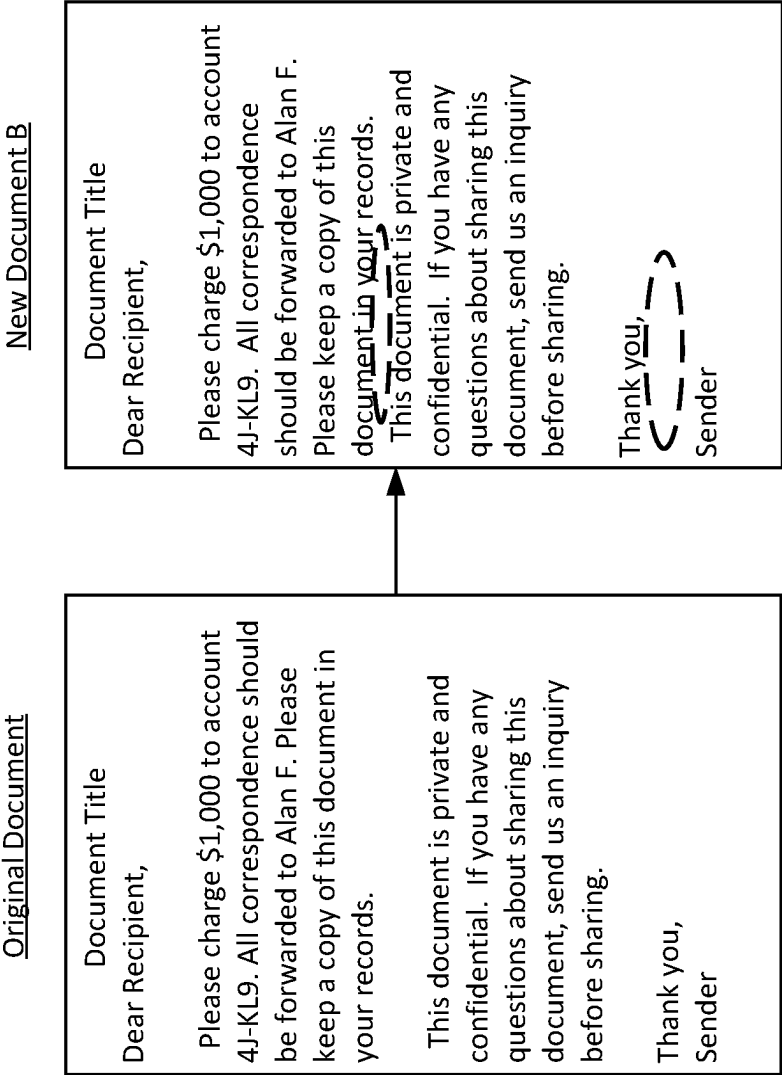 Original Document
Document Title
Dear Recipient,
Please charge $1,000 to account
4J-KL9. All correspondence should
be forwarded to Alan F. Please
keep a copy of this document in
your records.
This document is private and
confidential.  If you have any
questions about sharing this
document, send us an inquiry
before sharing.
Thank you,
Sender
New Document B
Document Title
Dear Recipient,
Please charge $1,000 to account
4J-KL9.  All correspondence
should be forwarded to Alan F.
Please keep a copy of this
document in your records.
This document is private and
confidential.  If you have any
questions about sharing this
document, send us an inquiry
before sharing.
Thank you,
Sender